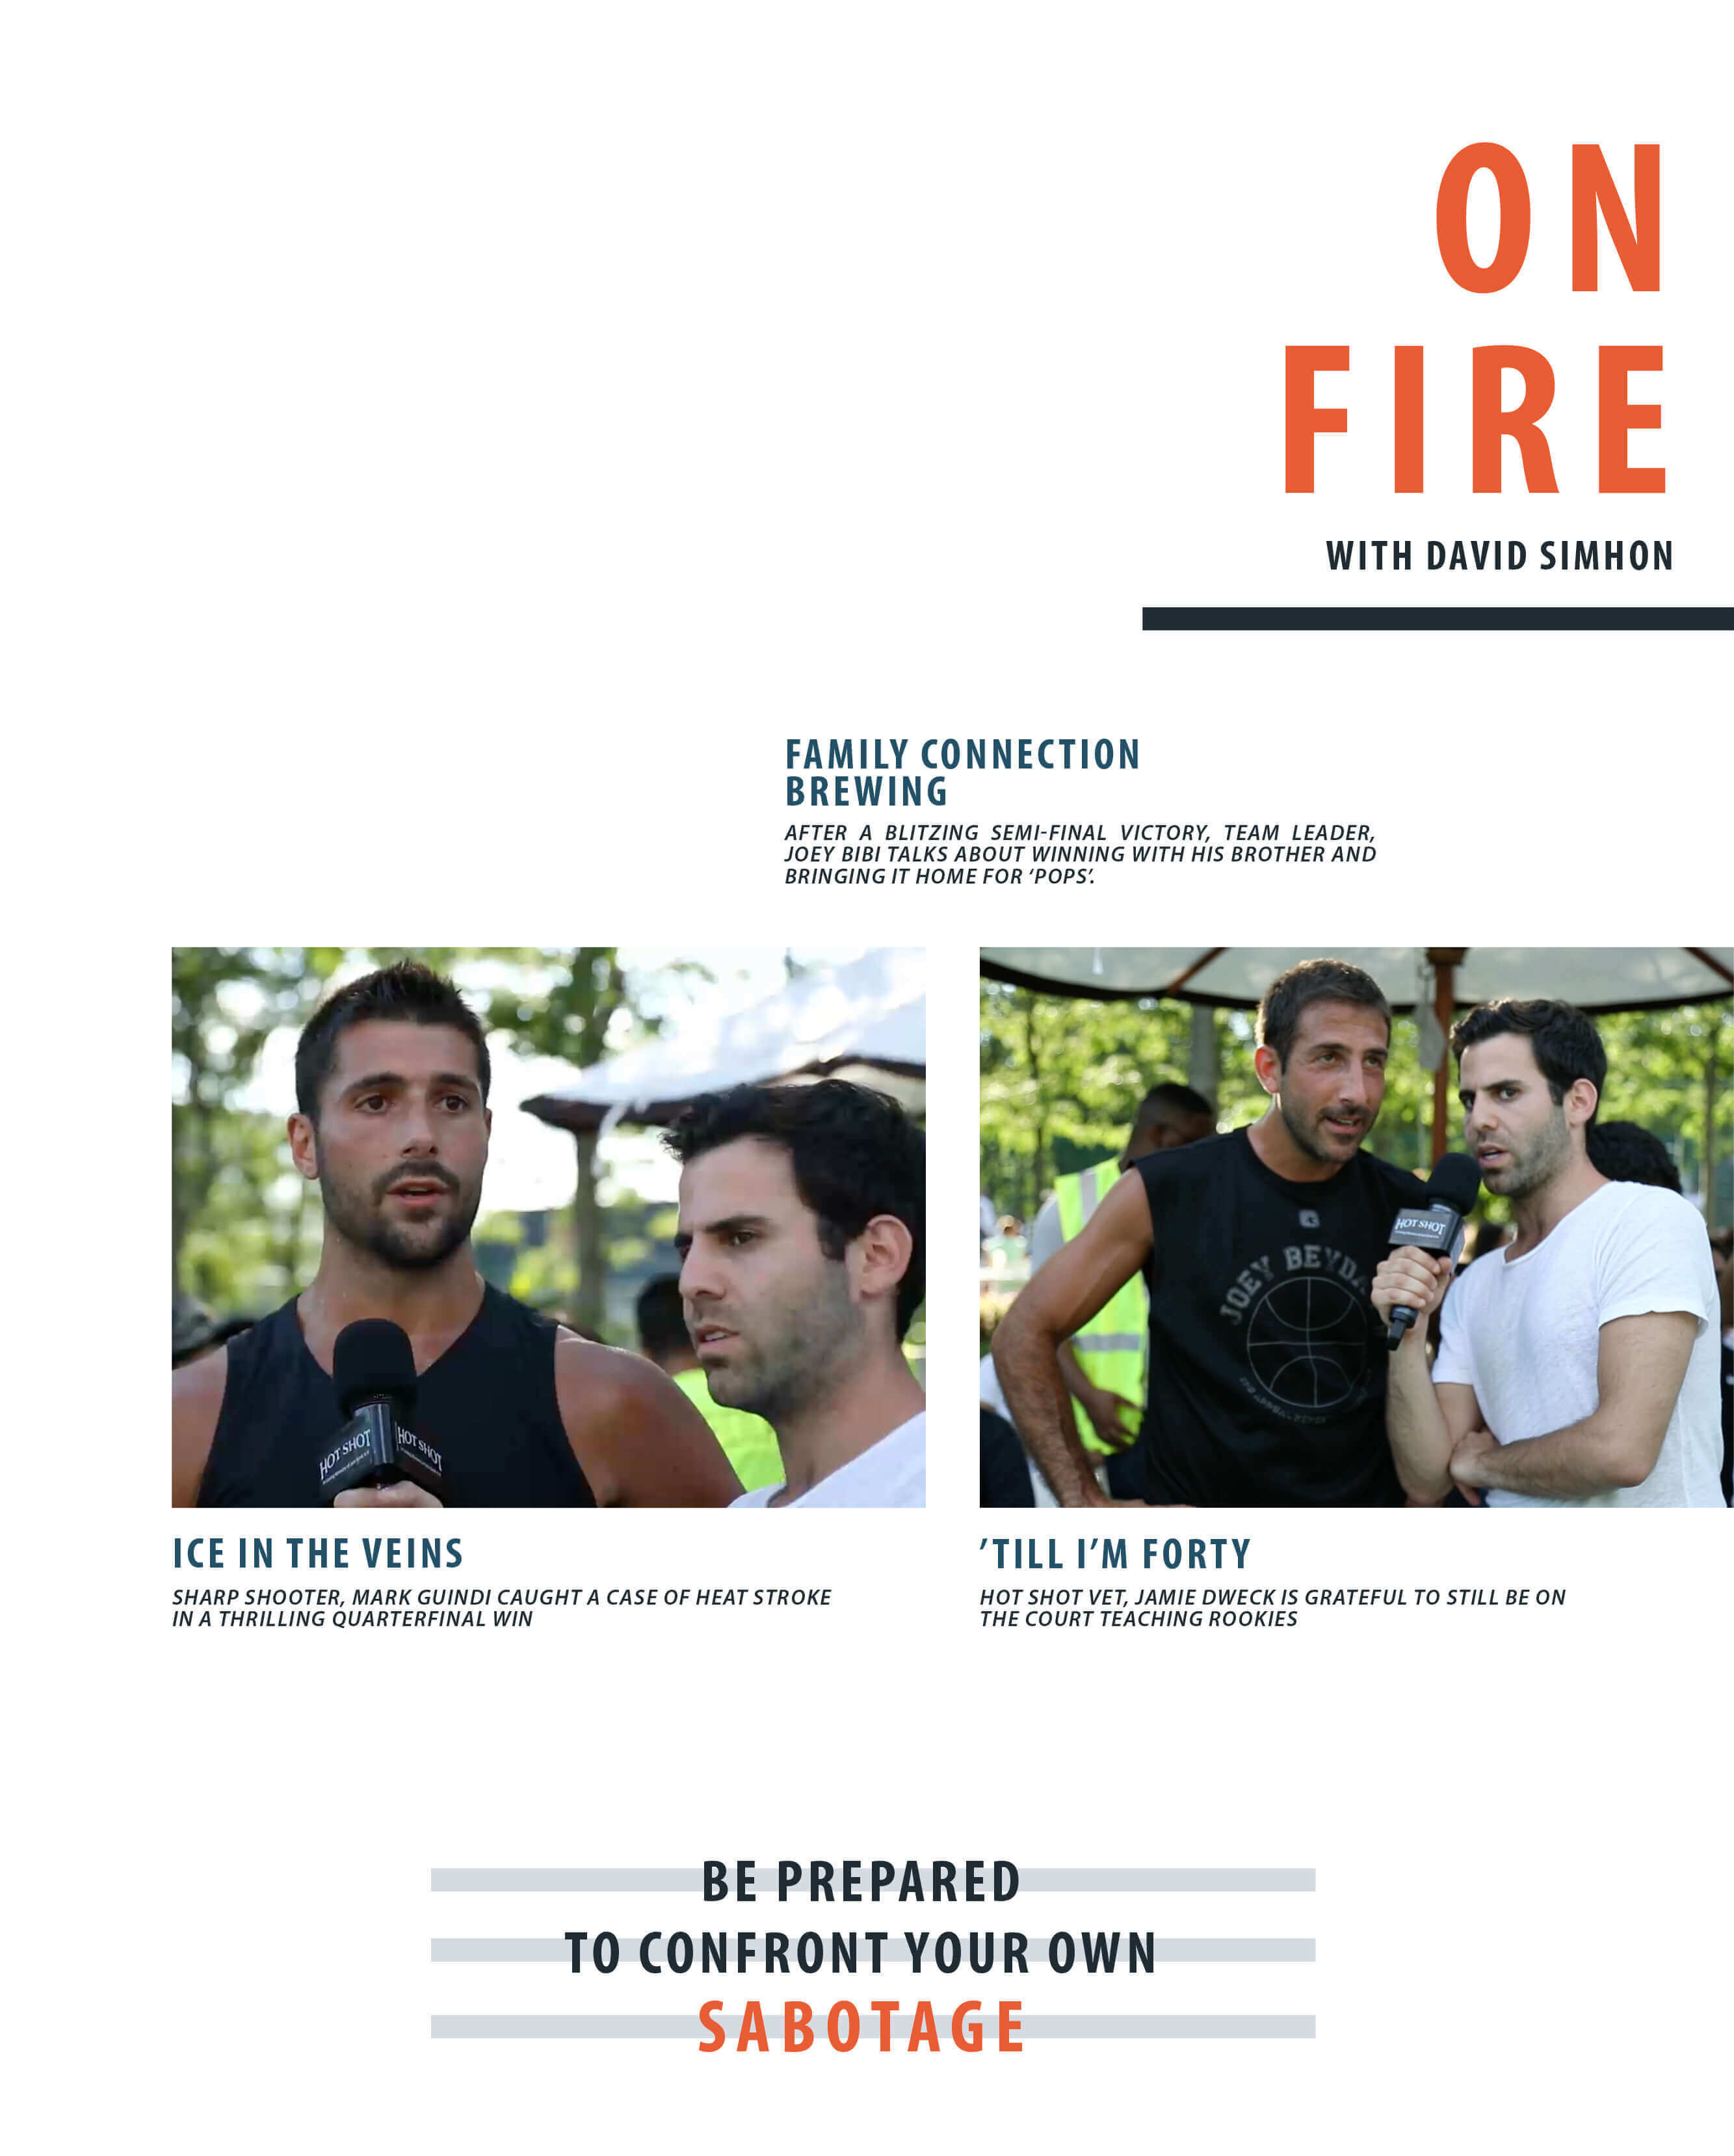 ON
FIRE
WITH DAVID SIMHON
FAMILY CONNECTION
BREWING
AFTER A BLITZING SEMI-FINAL VICTORY, TEAM LEADER,
JOEY BIBI TALKS ABOUT WINNING WITH HIS BROTHER AND
BRINGING IT HOME FOR ‘POPS’.
HOT SHOT
HOT SHOT
JOEY BEYDA
HOT SHOT
ICE IN THE VEINS
SHARP SHOOTER, MARK GUINDI CAUGHT A CASE OF HEAT STROKE
IN A THRILLING QUARTERFINAL WIN
’TILL I’M FORTY
HOT SHOT VET, JAMIE DWECK IS GRATEFUL TO STILL BE ON
THE COURT TEACHING ROOKIES
BE PREPARED
TO CONFRONT YOUR OWN
SABOTAGE